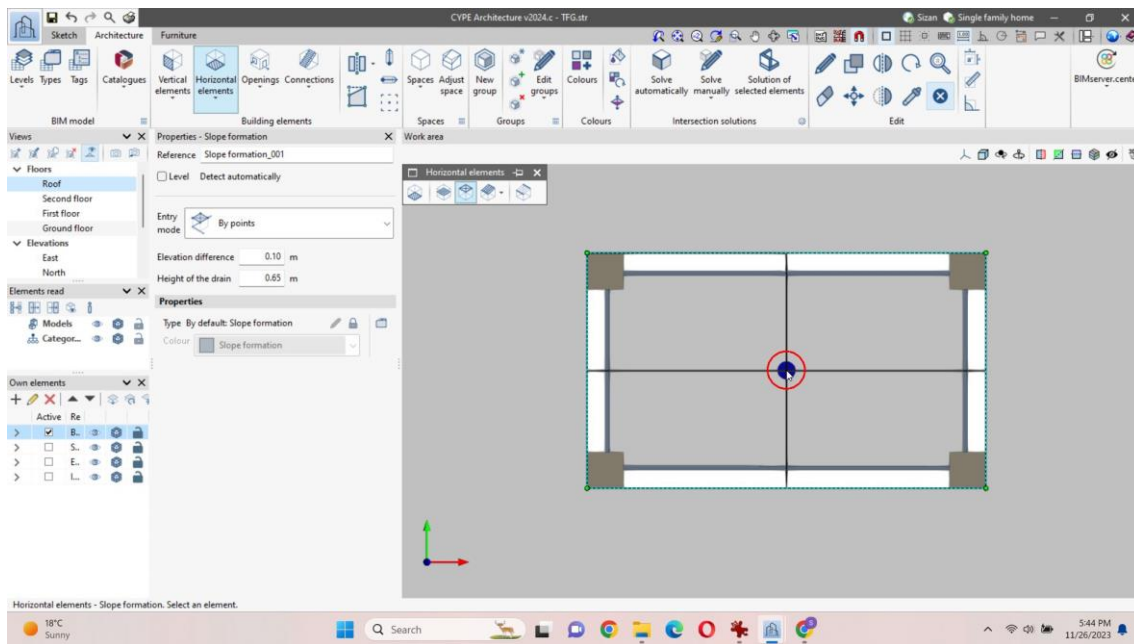 CYPE Architecture v2024.c - TFG.str
Sizan
Single family home
Sketch
Architecture
Furniture
Levels
Types
Tags
Catalogues
Vertical elements
Horizontal elements
Openings
Connections
Spaces
Adjust space
New group
Edit groups
Colours
Solve automatically
Solve manually
Solution of selected elements
BIMserver.cente
BIM model
Building elements
Spaces
Groups
Colours
Intersection solutions
Edit
Views
Properties - Slope formation
Work area
Reference
Slope formation_001
Level
Detect automatically
Floors
Roof
Second floor
First floor
Ground floor
Elevations
East
North
Horizontal elements
Entry mode
By points
Elevation difference
0.10 m
Height of the drain
0.65 m
Properties
Type By default: Slope formation
Colour
Slope formation
Elements read
Models
Categor...
Own elements
Active Re
B..
S..
E..
I...
Horizontal elements - Slope formation. Select an element.
18°C
Sunny
Search
5:44 PM
11/26/2023